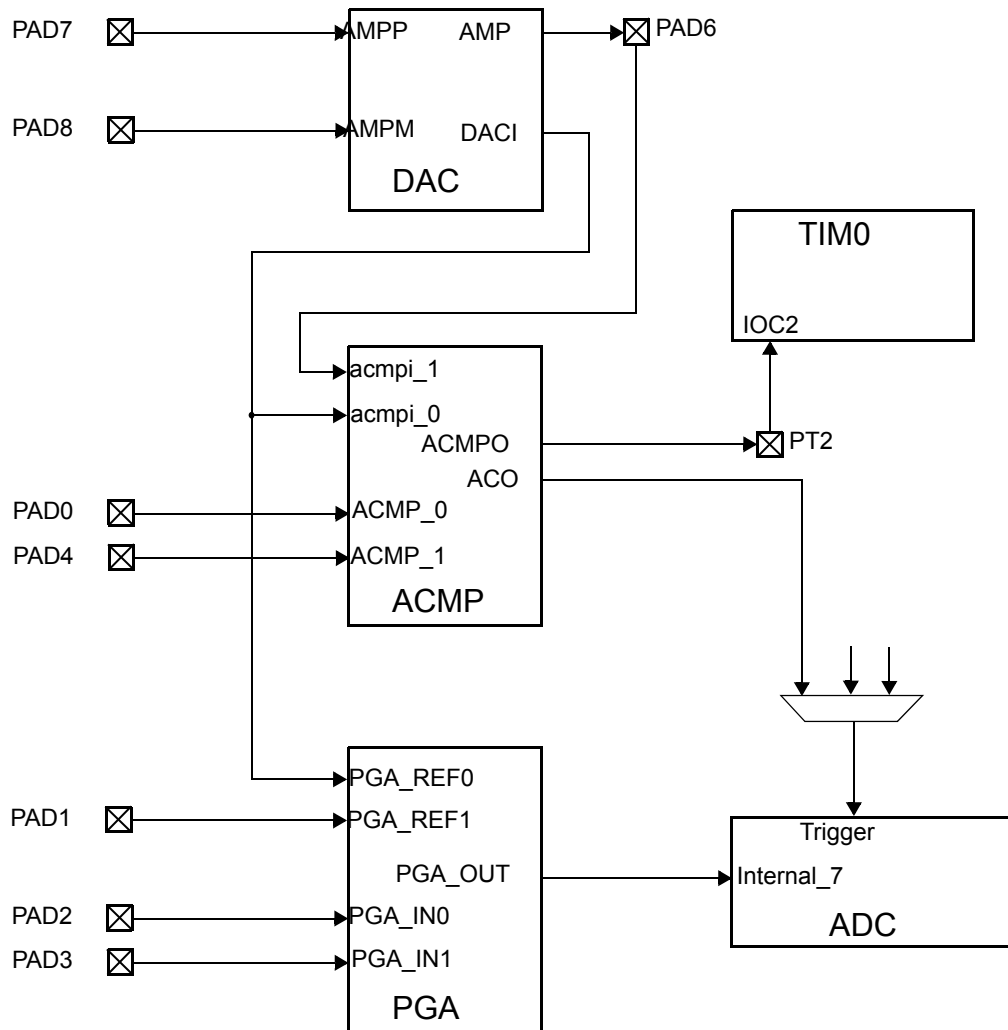 PAD7
AMPP
AMP
PAD6
PAD8
AMPM
DACI
DAC
TIM0
IOC2
acmpi_1
acmpi_0
ACMPO
PT2
ACO
PAD0
ACMP_0
PAD4
ACMP_1
ACMP
PGA_REF0
PAD1
PGA_REF1
Trigger
PGA_OUT
Internal_7
PAD2
PGA_IN0
ADC
PAD3
PGA_IN1
PGA